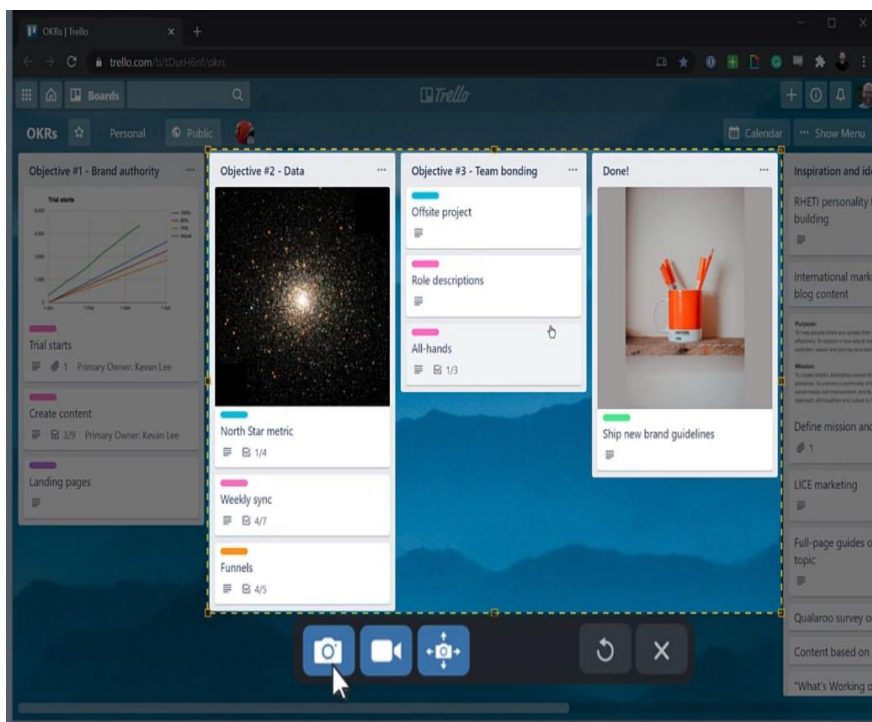 OKRs | Trello
trello.com/b/tDurH6nf/okrs
Boards
Trello
OKRs
Personal
Public
Calendar
Show Menu
Objective #1 - Brand authority
Trial starts
Trial starts
1 Primary Owner: Kevan Lee
Create content
3/9 Primary Owner: Kevan Lee
Landing pages
Objective #2 - Data
North Star metric
1/4
Weekly sync
4/7
Funnels
4/5
Objective #3 - Team bonding
Offsite project
Role descriptions
All-hands
1/3
Done!
Ship new brand guidelines
Inspiration and ide
RHETI personality
building
International mark
blog content
Purpose:
Mission:
Define mission and
1
LICE marketing
Full-page guides o
topic
Qualaroo survey o
Content based on
"What's Working o